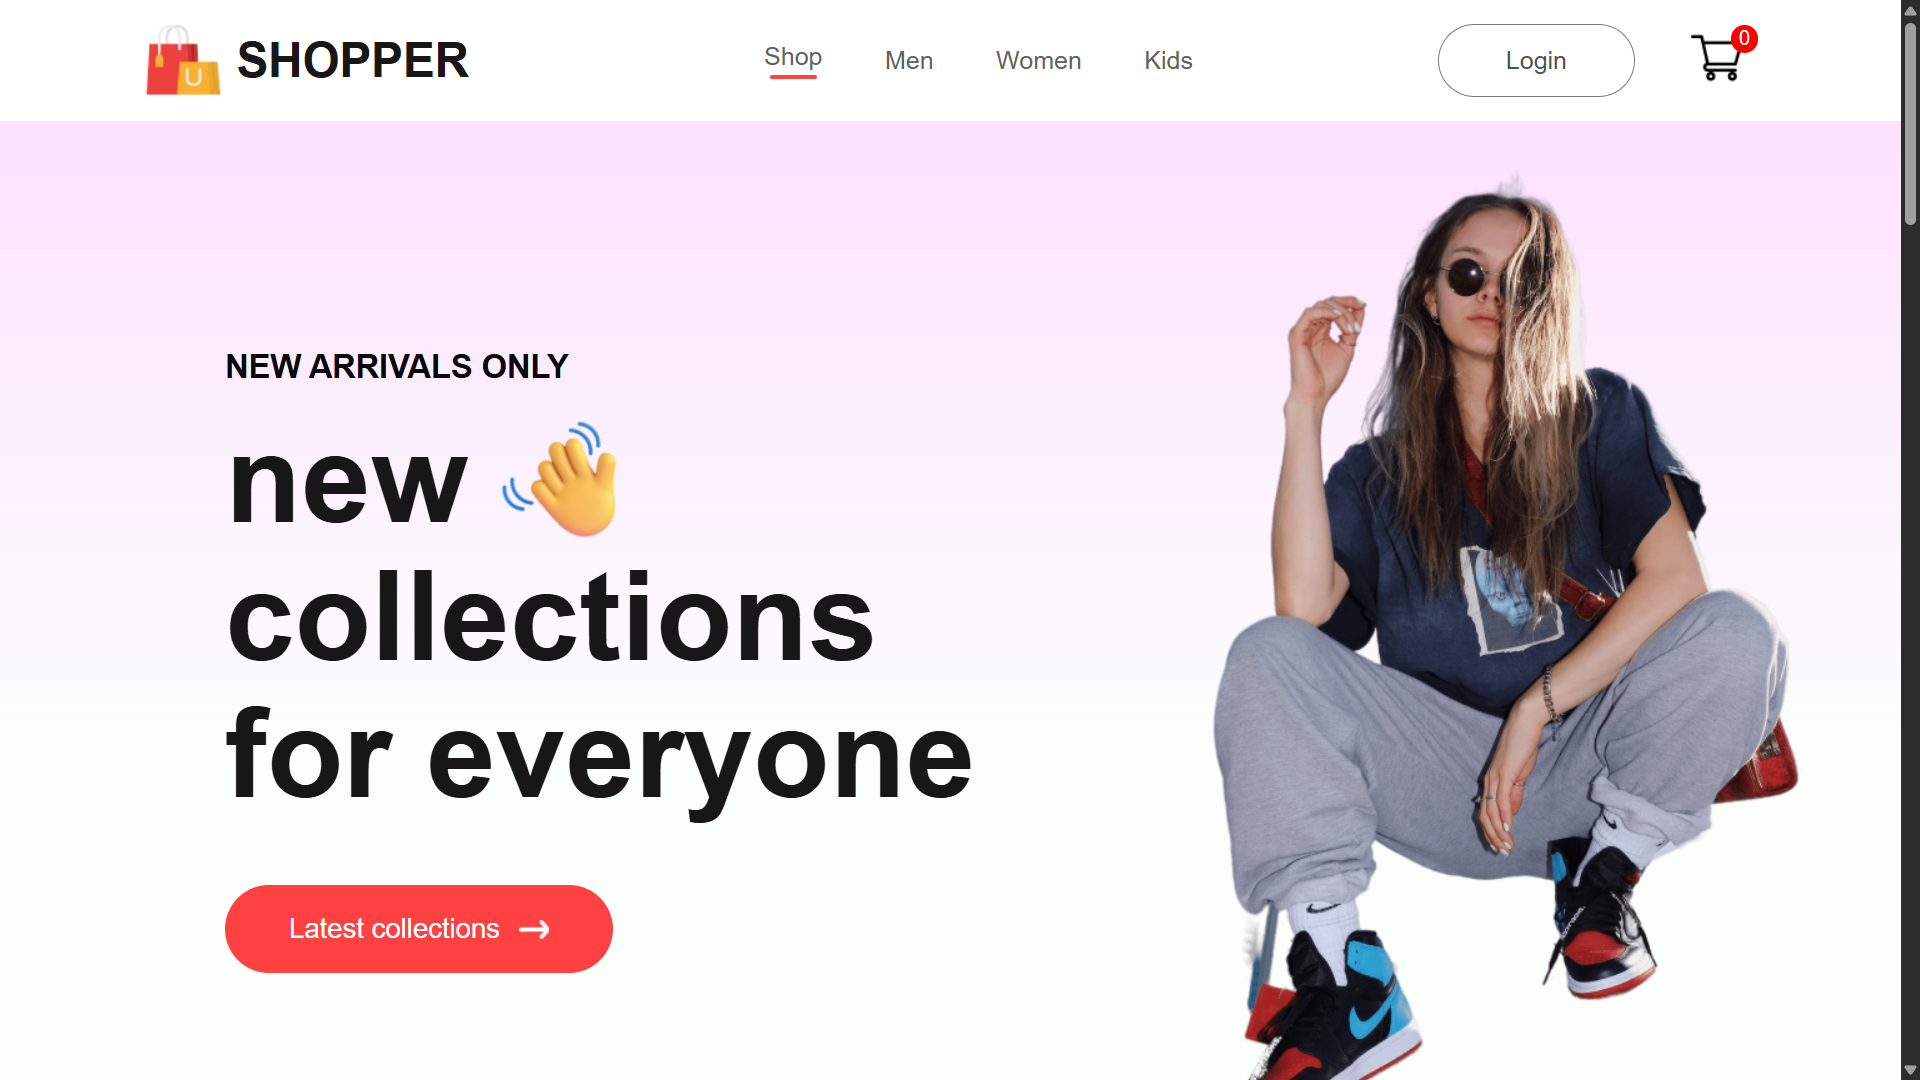 SHOPPER
Shop
Men
Women
Kids
Login
0
NEW ARRIVALS ONLY
new
collections
for everyone
Latest collections